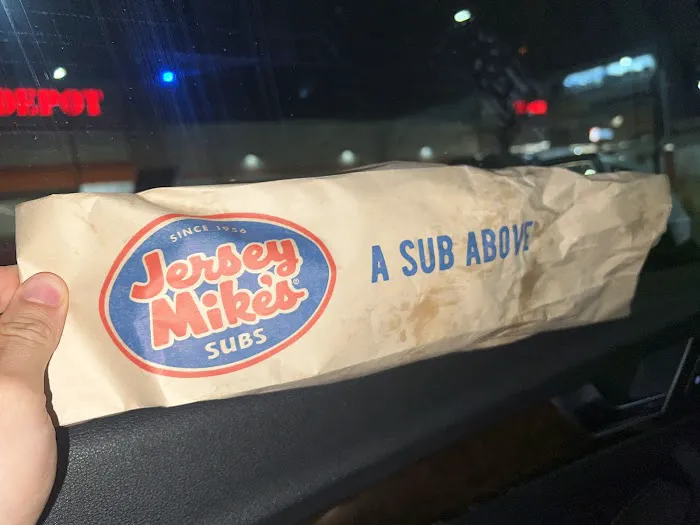 DEPOT
SINCE 1956
Jersey
Mike's®
SUBS
A SUB ABOVE